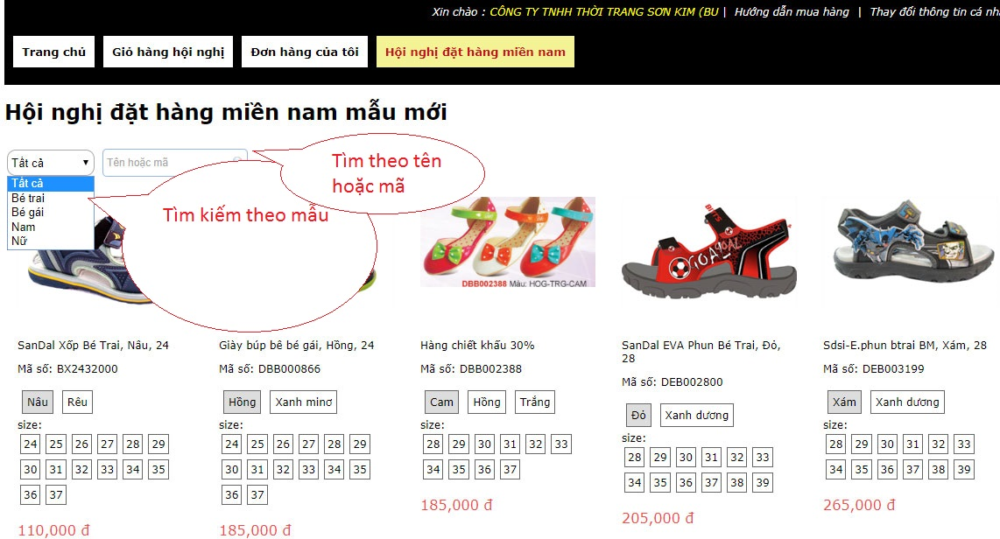 Xin chào : CÔNG TY TNHH THỜI TRANG SƠN KIM (BU | Hướng dẫn mua hàng | Thay đổi thông tin cá nhâ
Trang chủ Giỏ hàng hội nghị Đơn hàng của tôi Hội nghị đặt hàng miền nam
Hội nghị đặt hàng miền nam mẫu mới
Tất cả Tên hoặc mã
Tìm theo tên
hoặc mã
Tất cả
Bé trai
Bé gái
Nam
Nữ
Tìm kiếm theo mẫu
BIT'S
GOAL
GOAL
DBB002388 Màu: HOG-TRG-CAM
SanDal Xốp Bé Trai, Nâu, 24
Mã số: BX2432000
Nâu Rêu
size:
24 25 26 27 28 29
30 31 32 33 34 35
36 37
110,000 đ
Giày búp bê bé gái, Hồng, 24
Mã số: DBB000866
Hồng Xanh minơ
size:
24 25 26 27 28 29
30 31 32 33 34 35
36 37
185,000 đ
Hàng chiết khấu 30%
Mã số: DBB002388
Cam Hồng Trắng
size:
28 29 30 31 32 33
34 35 36 37
185,000 đ
SanDal EVA Phun Bé Trai, Đỏ,
28
Mã số: DEB002800
Đỏ Xanh dương
size:
28 29 30 31 32 33
34 35 36 37 38 39
205,000 đ
Sdsi-E.phun btrai BM, Xám, 28
Mã số: DEB003199
Xám Xanh dương
size:
28 29 30 31 32 33
34 35 36 37 38 39
265,000 đ